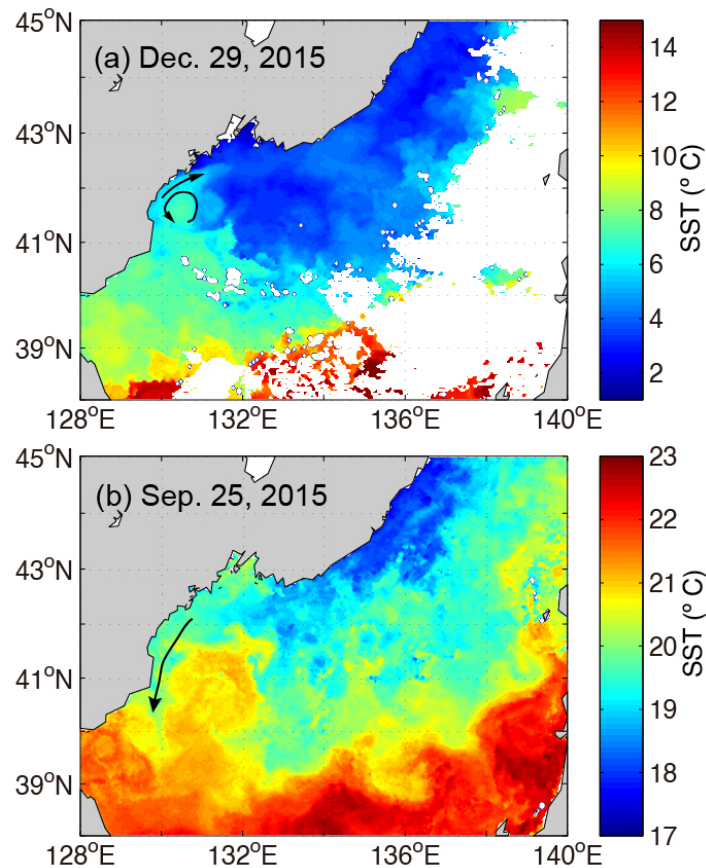 45°N
(a) Dec. 29, 2015
43°N
41°N
39°N
128°E
132°E
136°E
140°E
14
12
10
8
6
4
2
SST (° C)
45°N
(b) Sep. 25, 2015
43°N
41°N
39°N
128°E
132°E
136°E
140°E
23
22
21
20
19
18
17
SST (° C)